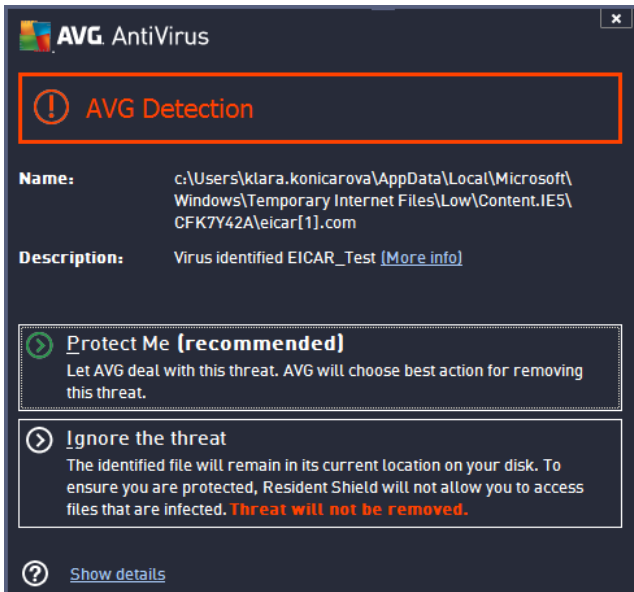 AVG. AntiVirus
x
AVG Detection
Name:
c:\Users\klara.konicarova\AppData\Local\Microsoft\
Windows\Temporary Internet Files\Low\Content.IE5\
CFK7Y42A\eicar[1].com
Description:
Virus identified EICAR_Test (More info)
Protect Me (recommended)
Let AVG deal with this threat. AVG will choose best action for removing
this threat.
Ignore the threat
The identified file will remain in its current location on your disk. To
ensure you are protected, Resident Shield will not allow you to access
files that are infected. Threat will not be removed.
? Show details